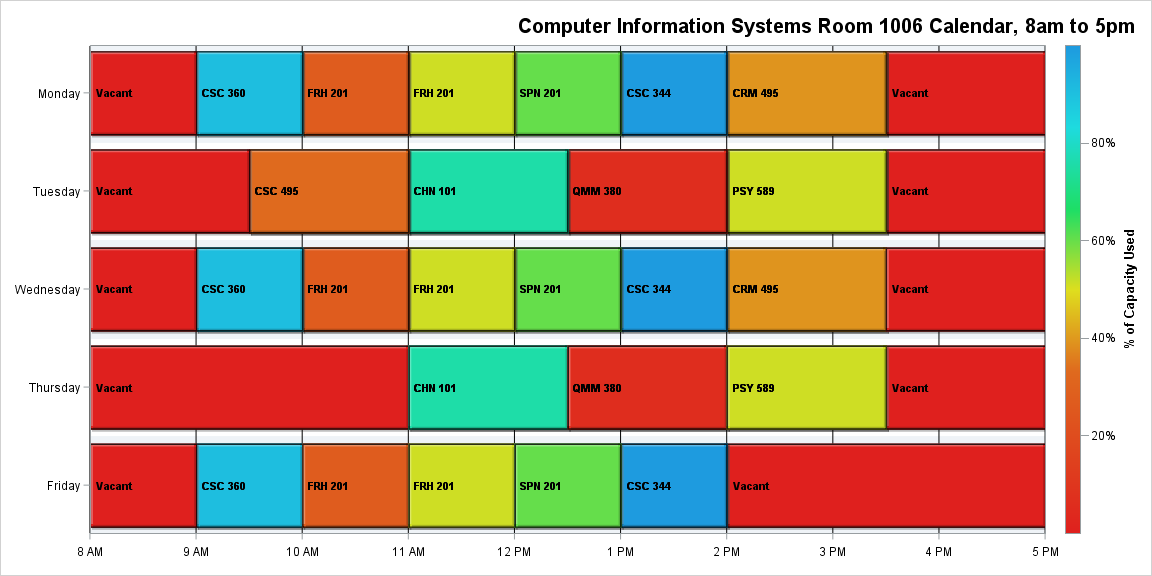 Computer Information Systems Room 1006 Calendar, 8am to 5pm
Monday
Vacant
CSC 360
FRH 201
FRH 201
SPN 201
CSC 344
CRM 495
Vacant
Tuesday
Vacant
CSC 495
CHN 101
QMM 380
PSY 589
Vacant
Wednesday
Vacant
CSC 360
FRH 201
FRH 201
SPN 201
CSC 344
CRM 495
Vacant
Thursday
Vacant
CHN 101
QMM 380
PSY 589
Vacant
Friday
Vacant
CSC 360
FRH 201
FRH 201
SPN 201
CSC 344
Vacant
8 AM
9 AM
10 AM
11 AM
12 PM
1 PM
2 PM
3 PM
4 PM
5 PM
80%
60%
40%
20%
% of Capacity Used